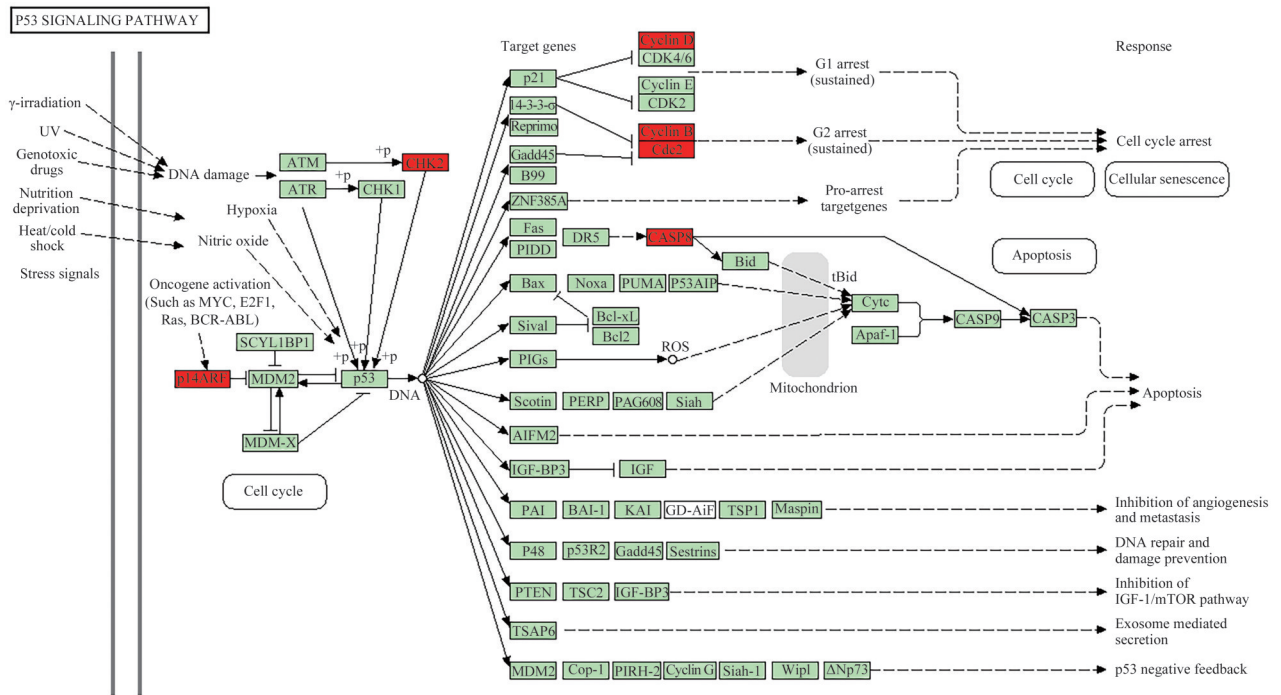 P53 SIGNALING PATHWAY
Target genes
Response
Cyclin D
CDK4/6
p21
Cyclin E
CDK2
G1 arrest
(sustained)
14-3-3-σ
Reprimo
Cyclin B
Cdc2
G2 arrest
(sustained)
Cell cycle arrest
Gadd45
B99
ZNF385A
Pro-arrest
targetgenes
Cell cycle
Cellular senescence
γ-irradiation
UV
Genotoxic
drugs
Nutrition
deprivation
Heat/cold
shock
Stress signals
DNA damage
ATM
+p
CHK2
ATR
+p
CHK1
Hypoxia
Nitric oxide
Oncogene activation
(Such as MYC, E2F1,
Ras, BCR-ABL)
SCYL1BP1
+p
+p
+p
p14ARF
MDM2
p53
DNA
MDM-X
Cell cycle
Fas
PIDD
DR5
CASP8
Bid
tBid
Apoptosis
Bax
Noxa
PUMA
P53AIP
Cytc
Sival
Bcl-xL
Bcl2
Apaf-1
CASP9
CASP3
PIGs
ROS
Mitochondrion
Scotin
PERP
PAG608
Siah
Apoptosis
AIFM2
IGF-BP3
IGF
PAI
BAI-1
KAI
GD-AiF
TSP1
Maspin
Inhibition of angiogenesis
and metastasis
P48
p53R2
Gadd45
Sestrins
DNA repair and
damage prevention
PTEN
TSC2
IGF-BP3
Inhibition of
IGF-1/mTOR pathway
TSAP6
Exosome mediated
secretion
MDM2
Cop-1
PIRH-2
Cyclin G
Siah-1
Wipl
ΔNp73
p53 negative feedback